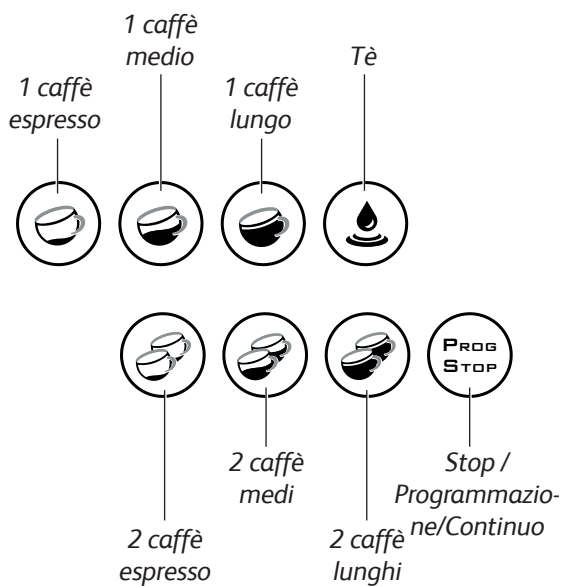 1 caffè
medio
Tè
1 caffè
espresso
1 caffè
lungo
PROG
STOP
2 caffè
medi
Stop /
Programmazio-
ne/Continuo
2 caffè
espresso
2 caffè
lunghi